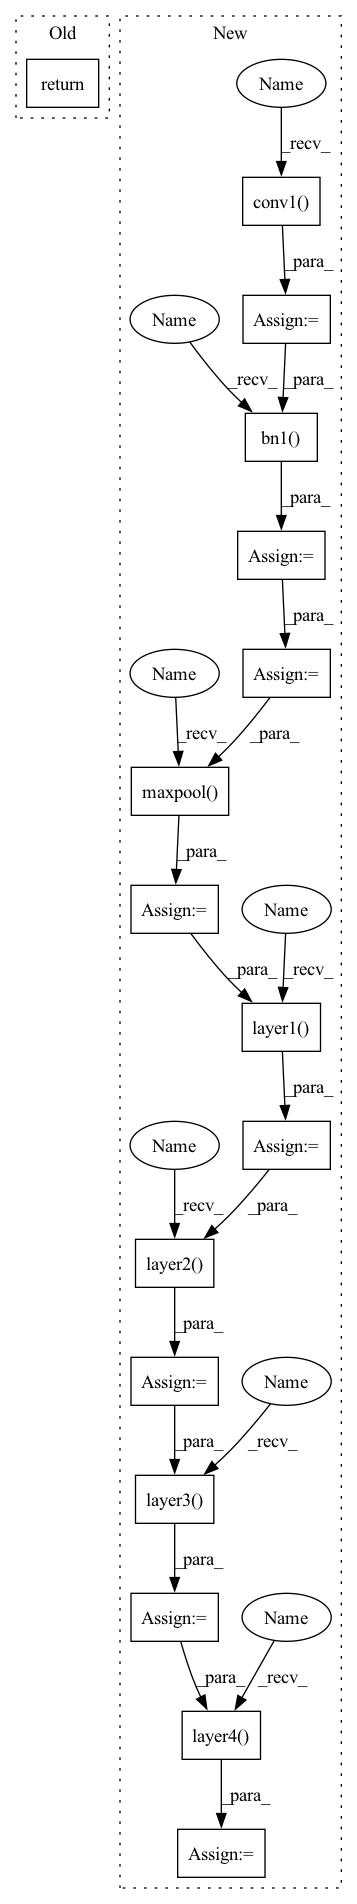 Old
New
return
Name
_recv_
conv1()
_para_
Name
Assign:=
_recv_
_para_
bn1()
_para_
Assign:=
_para_
Name
Assign:=
_recv_
_para_
maxpool()
_para_
Assign:=
Name
_para_
_recv_
layer1()
_para_
Name
Assign:=
_recv_
_para_
layer2()
_para_
Assign:=
Name
_para_
_recv_
layer3()
_para_
Assign:=
Name
_para_
_recv_
layer4()
_para_
Assign:=